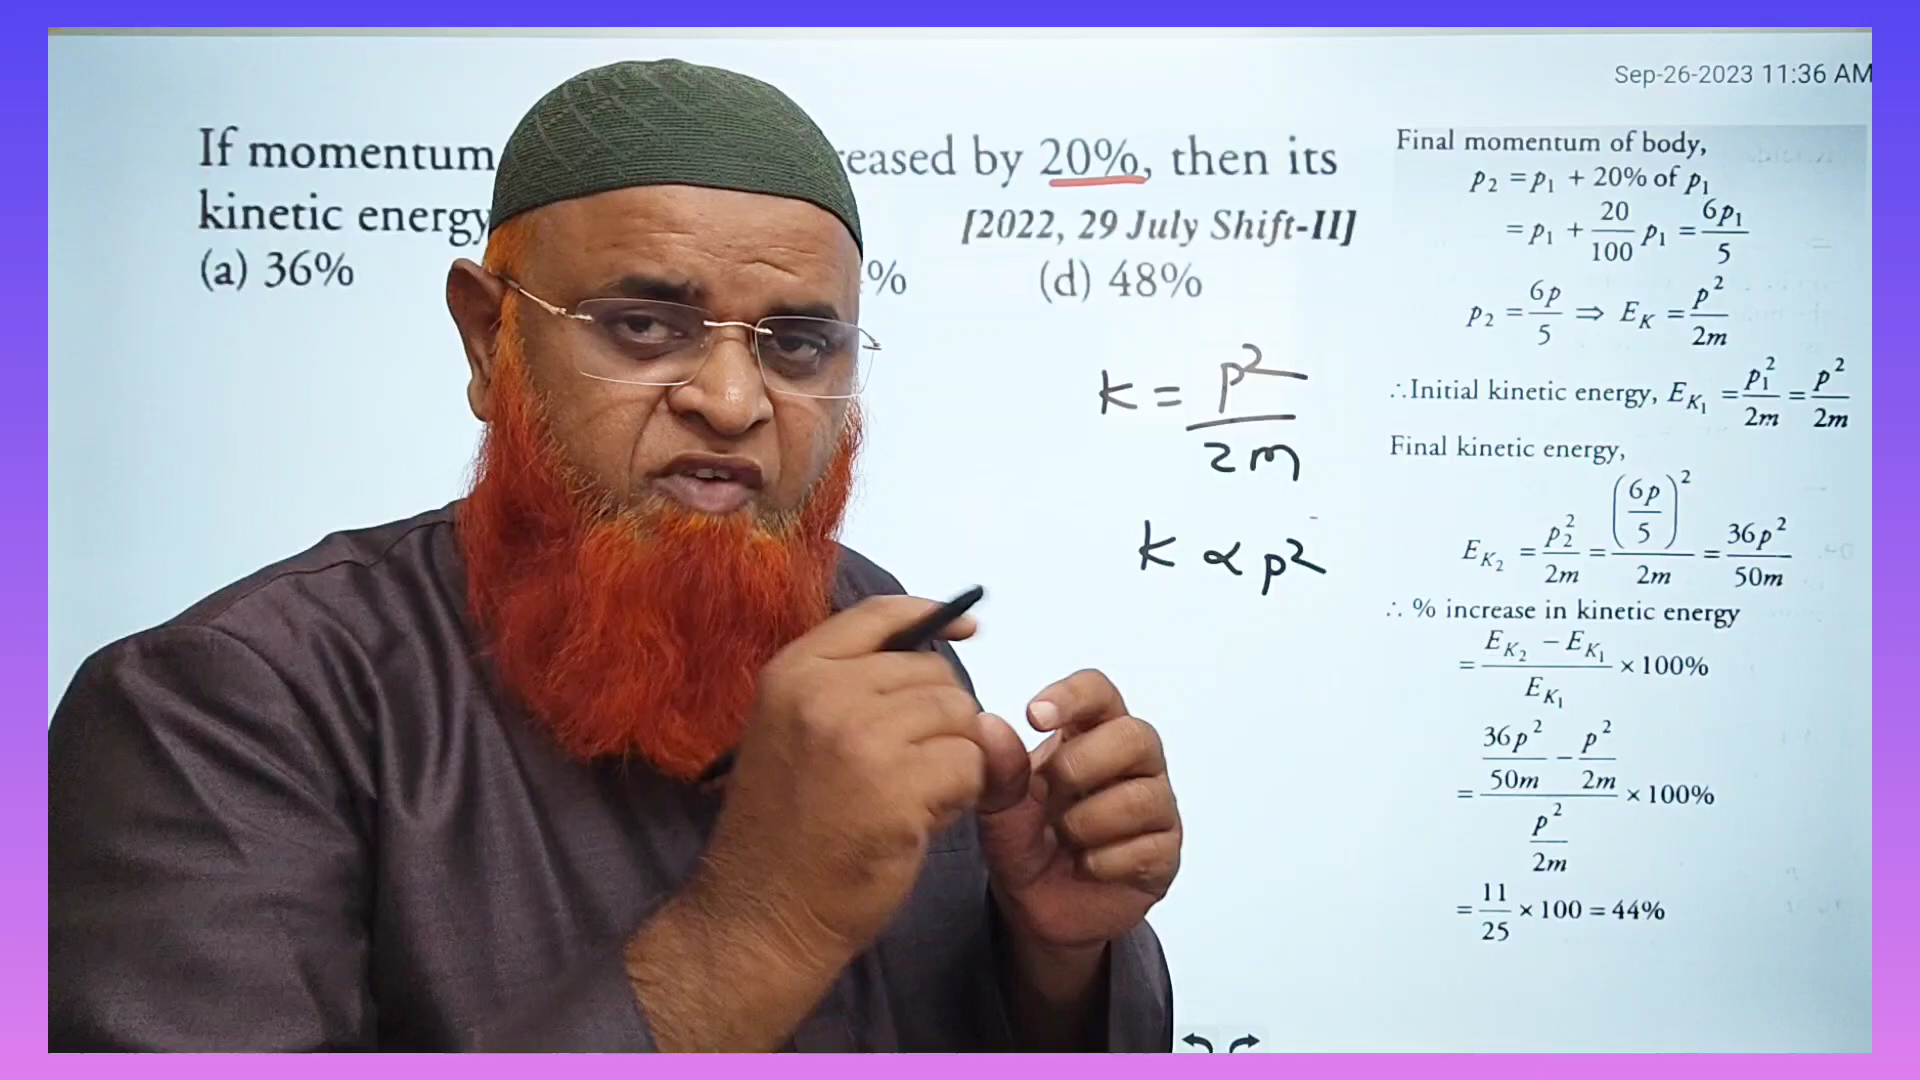 Sep-26-2023 11:36 AM
If momentum reased by 20%, then its
kinetic energy [2022, 29 July Shift-II]
(a) 36% % (d) 48%
k = p²/2m
k ∝ p²
Final momentum of body,
p₂ = p₁ + 20% of p₁
= p₁ + 20/100 p₁ = 6p₁/5
p₂ = 6p/5 ⇒ E_K = p²/2m
∴Initial kinetic energy, E_K₁ = p₁²/2m = p²/2m
Final kinetic energy,
E_K₂ = p₂²/2m = (6p/5)²/2m = 36p²/50m
∴ % increase in kinetic energy
= (E_K₂ − E_K₁)/E_K₁ × 100%
= (36p²/50m − p²/2m)/(p²/2m) × 100%
= 11/25 × 100 = 44%